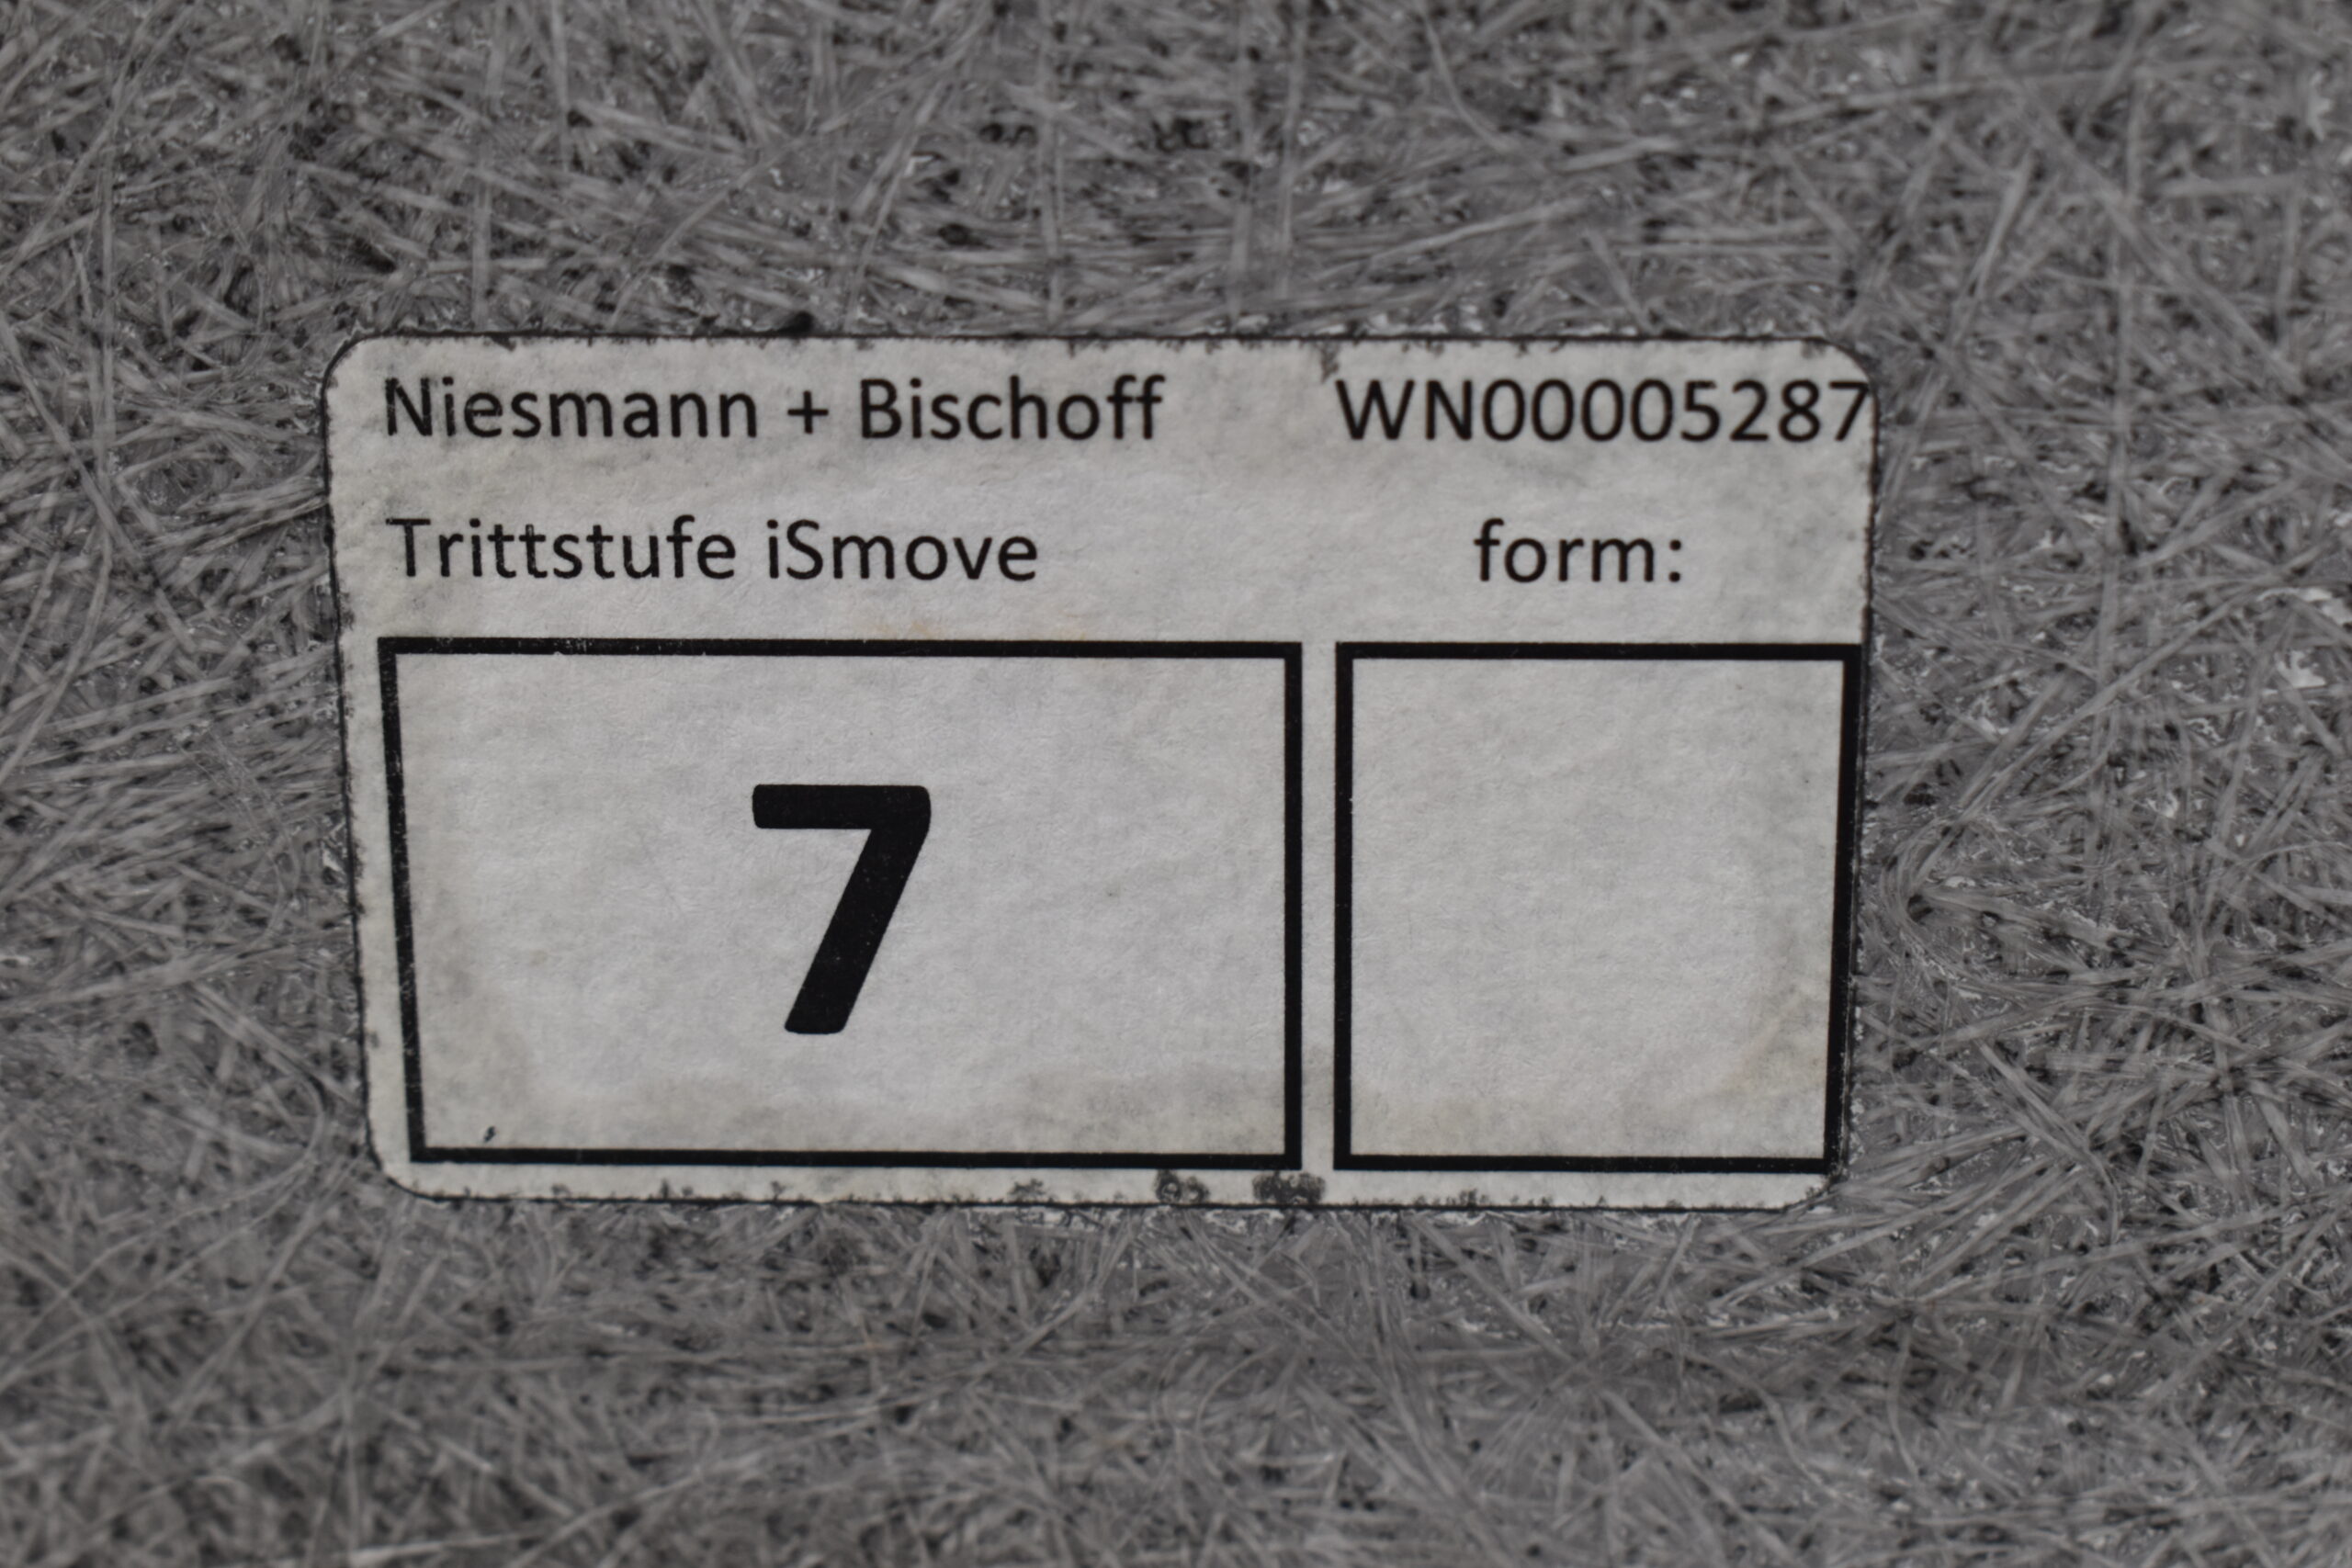 Niesmann + Bischoff WN00005287
Trittstufe iSmove form:
7